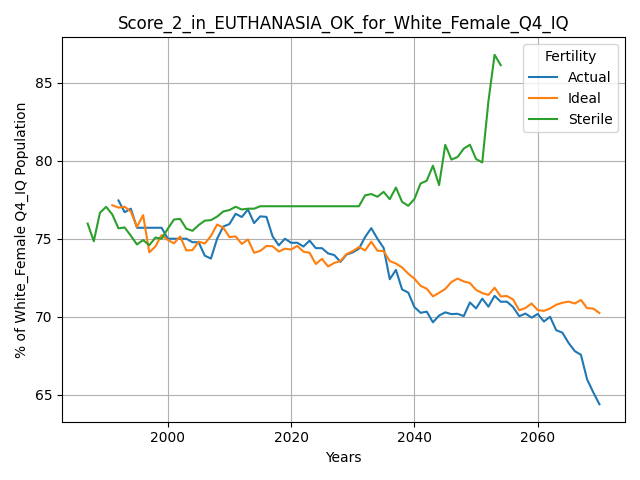 Score_2_in_EUTHANASIA_OK_for_White_Female_Q4_IQ
Fertility
Actual
Ideal
Sterile
% of White_Female Q4_IQ Population
85
80
75
70
65
2000
2020
2040
2060
Years